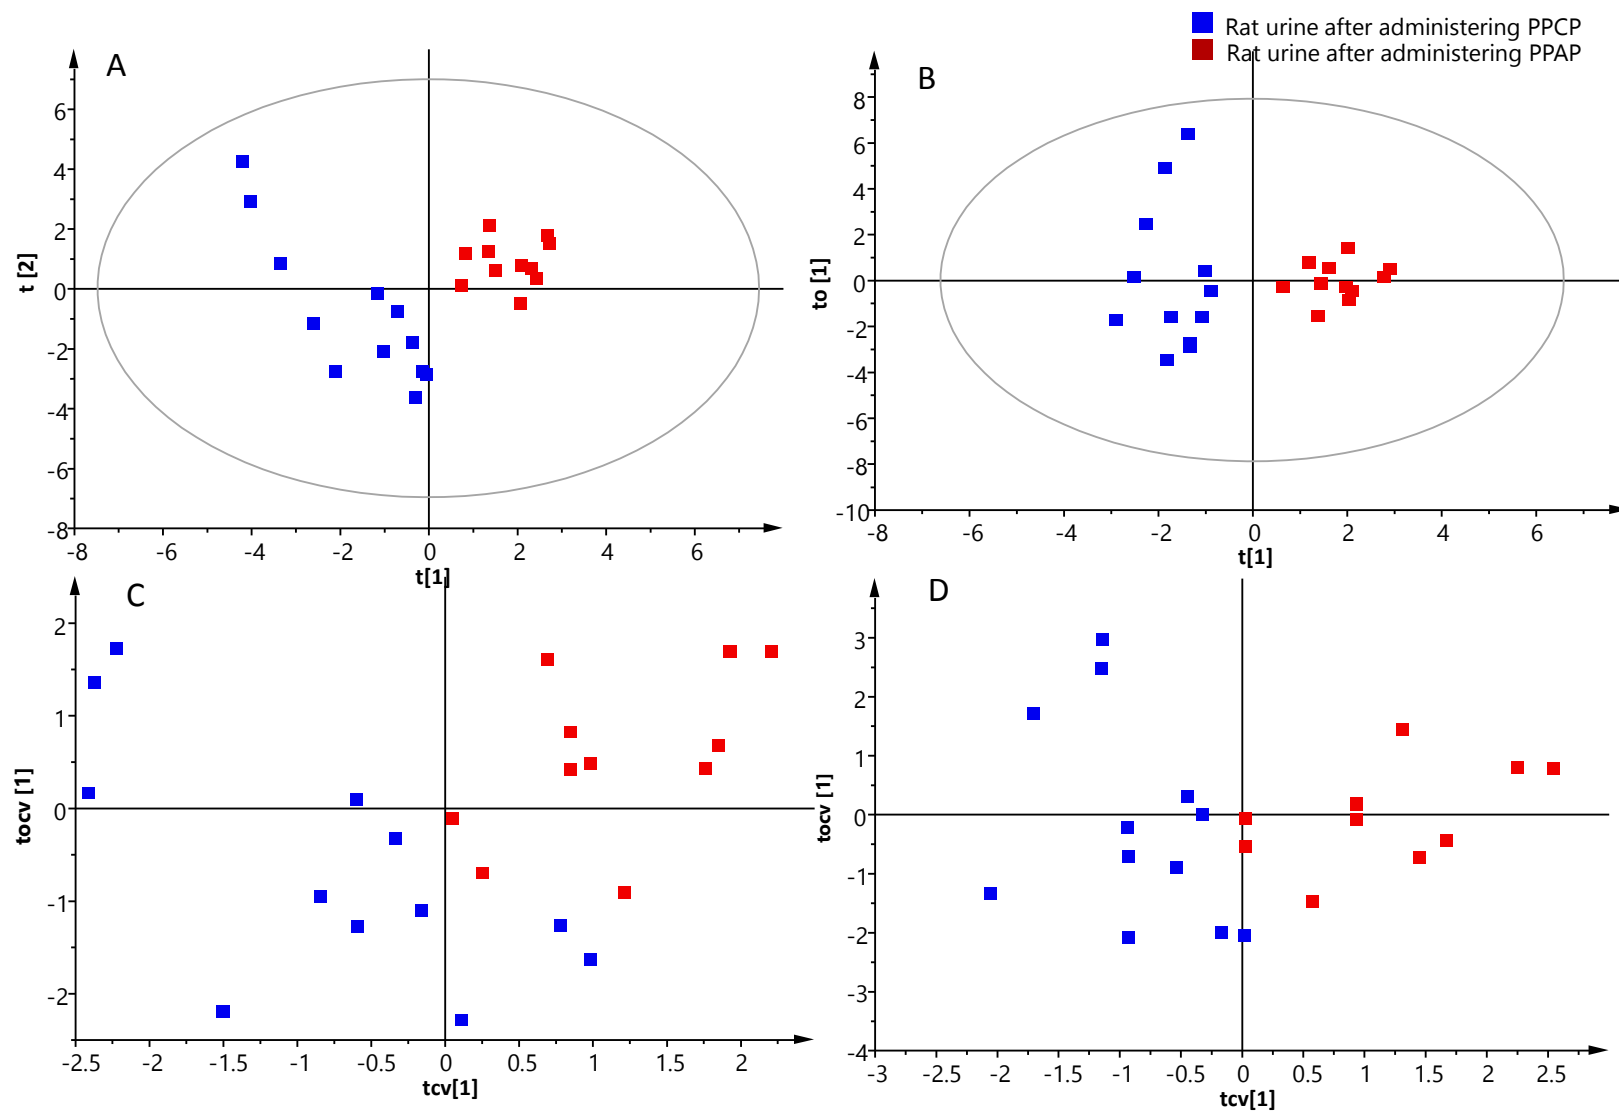 Rat urine after administering PPCP
Rat urine after administering PPAP
A
6
4
2
0
-2
-4
-6
-8
t [2]
-8 -6 -4 -2 0 2 4 6
t[1]
B
8
6
4
2
0
-2
-4
-6
-8
-10
to [1]
-8 -6 -4 -2 0 2 4 6
t[1]
C
2
1
0
-1
-2
tocv [1]
-2.5 -2 -1.5 -1 -0.5 0 0.5 1 1.5 2
tcv[1]
D
3
2
1
0
-1
-2
-3
-4
tocv [1]
-3 -2.5 -2 -1.5 -1 -0.5 0 0.5 1 1.5 2 2.5
tcv[1]